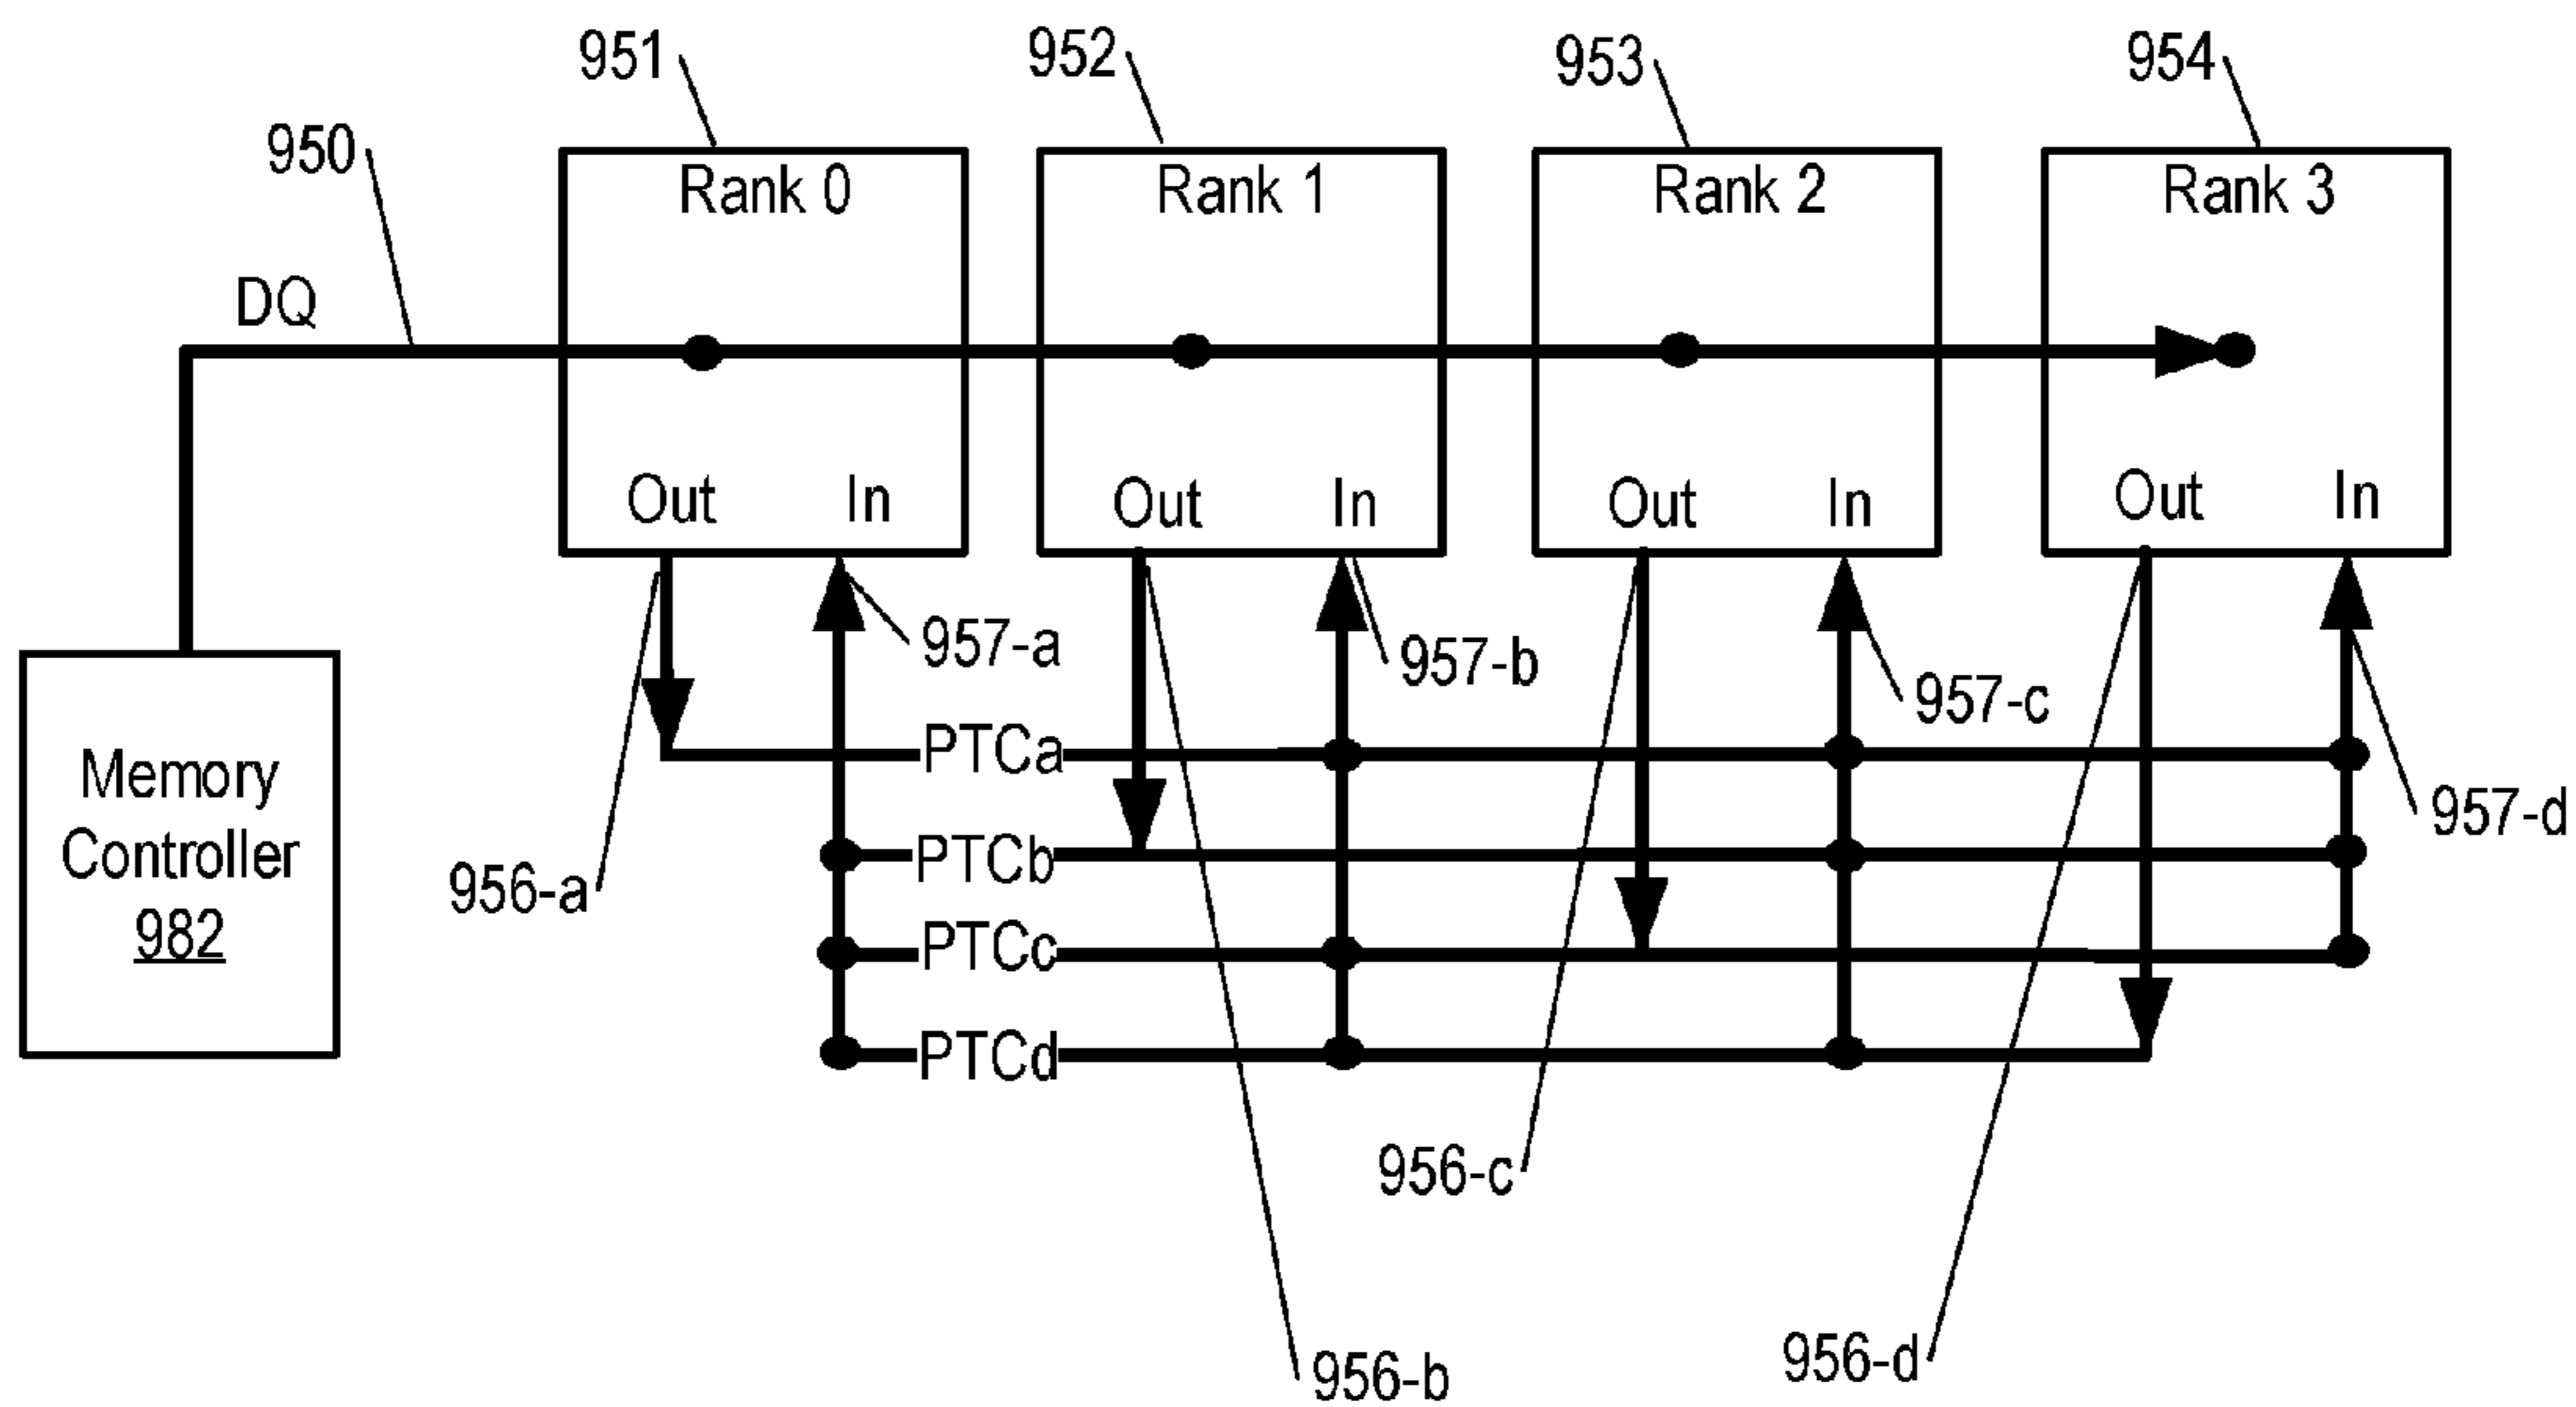 951
952
953
954
950
Rank 0
Rank 1
Rank 2
Rank 3
DQ
Out In
Out In
Out In
Out In
957-a
957-b
957-c
957-d
PTCa
PTCb
PTCc
PTCd
Memory
Controller
982
956-a
956-c
956-b
956-d